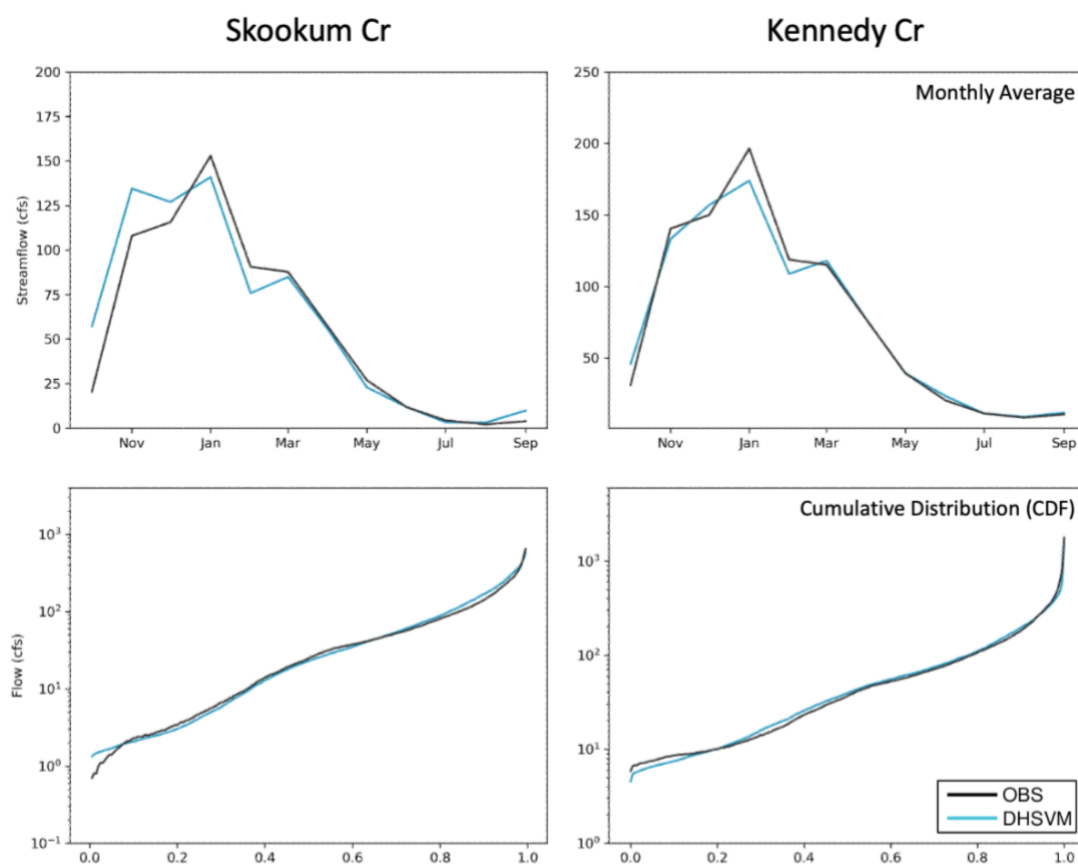 Skookum Cr
Kennedy Cr
Monthly Average
Streamflow (cfs)
200
175
150
125
100
75
50
25
0
Nov Jan Mar May Jul Sep
250
200
150
100
50
Nov Jan Mar May Jul Sep
Cumulative Distribution (CDF)
Flow (cfs)
10³
10²
10¹
10⁰
10⁻¹
0.0 0.2 0.4 0.6 0.8 1.0
10³
10²
10¹
10⁰
0.0 0.2 0.4 0.6 0.8 1.0
OBS
DHSVM